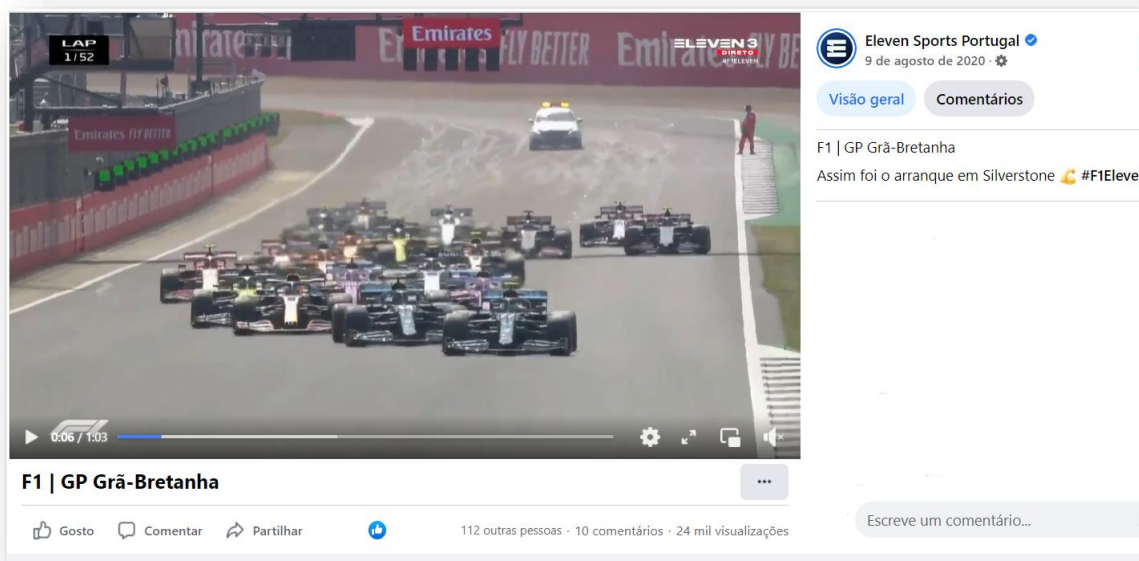 LAP
1/52
Emirates
FLY BETTER
Emirates
ELEVEN 3
DIRETO
#F1ELEVEN
Emirates FLY BETTER
0:06 / 1:03
F1 | GP Grã-Bretanha
Gosto
Comentar
Partilhar
112 outras pessoas · 10 comentários · 24 mil visualizações
Eleven Sports Portugal
9 de agosto de 2020 ·
Visão geral
Comentários
F1 | GP Grã-Bretanha
Assim foi o arranque em Silverstone 💪 #F1Eleve
Escreve um comentário...